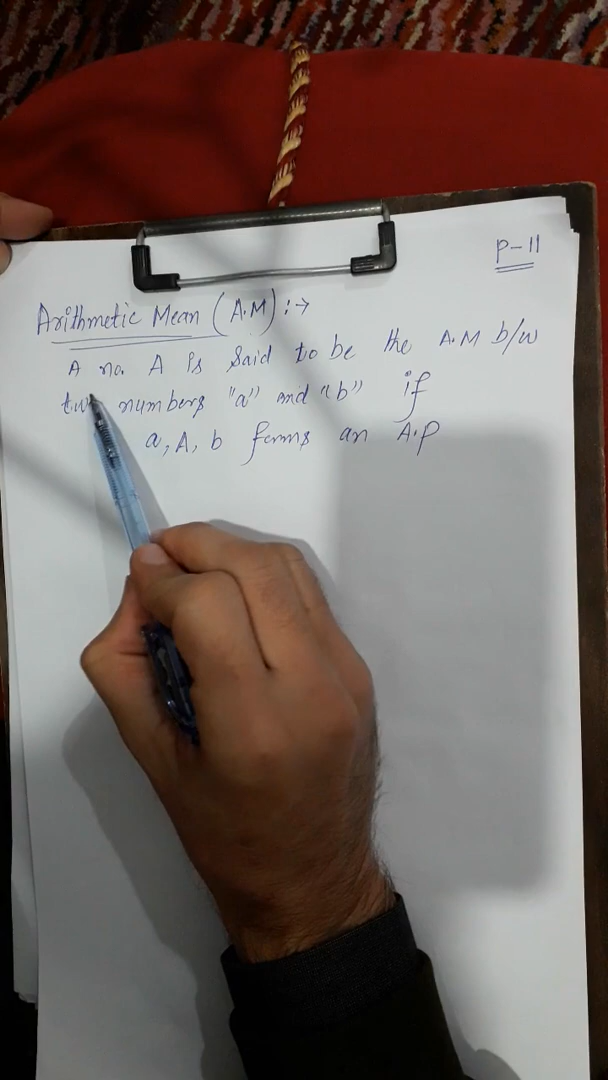 P-11
Arithmetic Mean (A.M) :→
A no. A is said to be the A.M b/w
two numbers "a" and "b" if
a, A, b forms an A.P